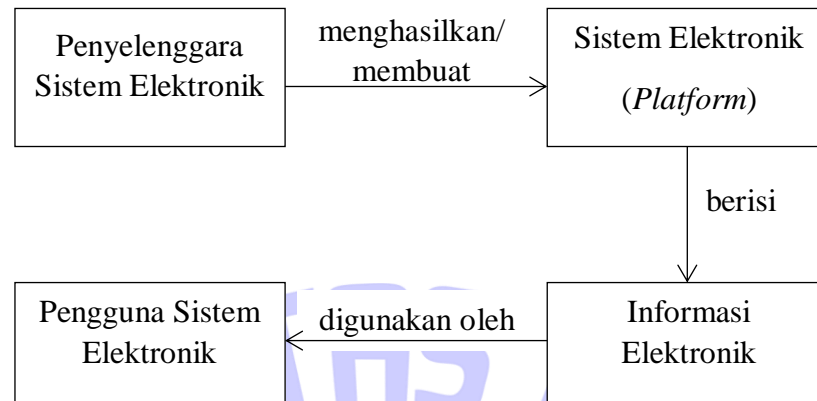 Penyelenggara
Sistem Elektronik
menghasilkan/
membuat
Sistem Elektronik
(Platform)
berisi
Pengguna Sistem
Elektronik
digunakan oleh
Informasi
Elektronik